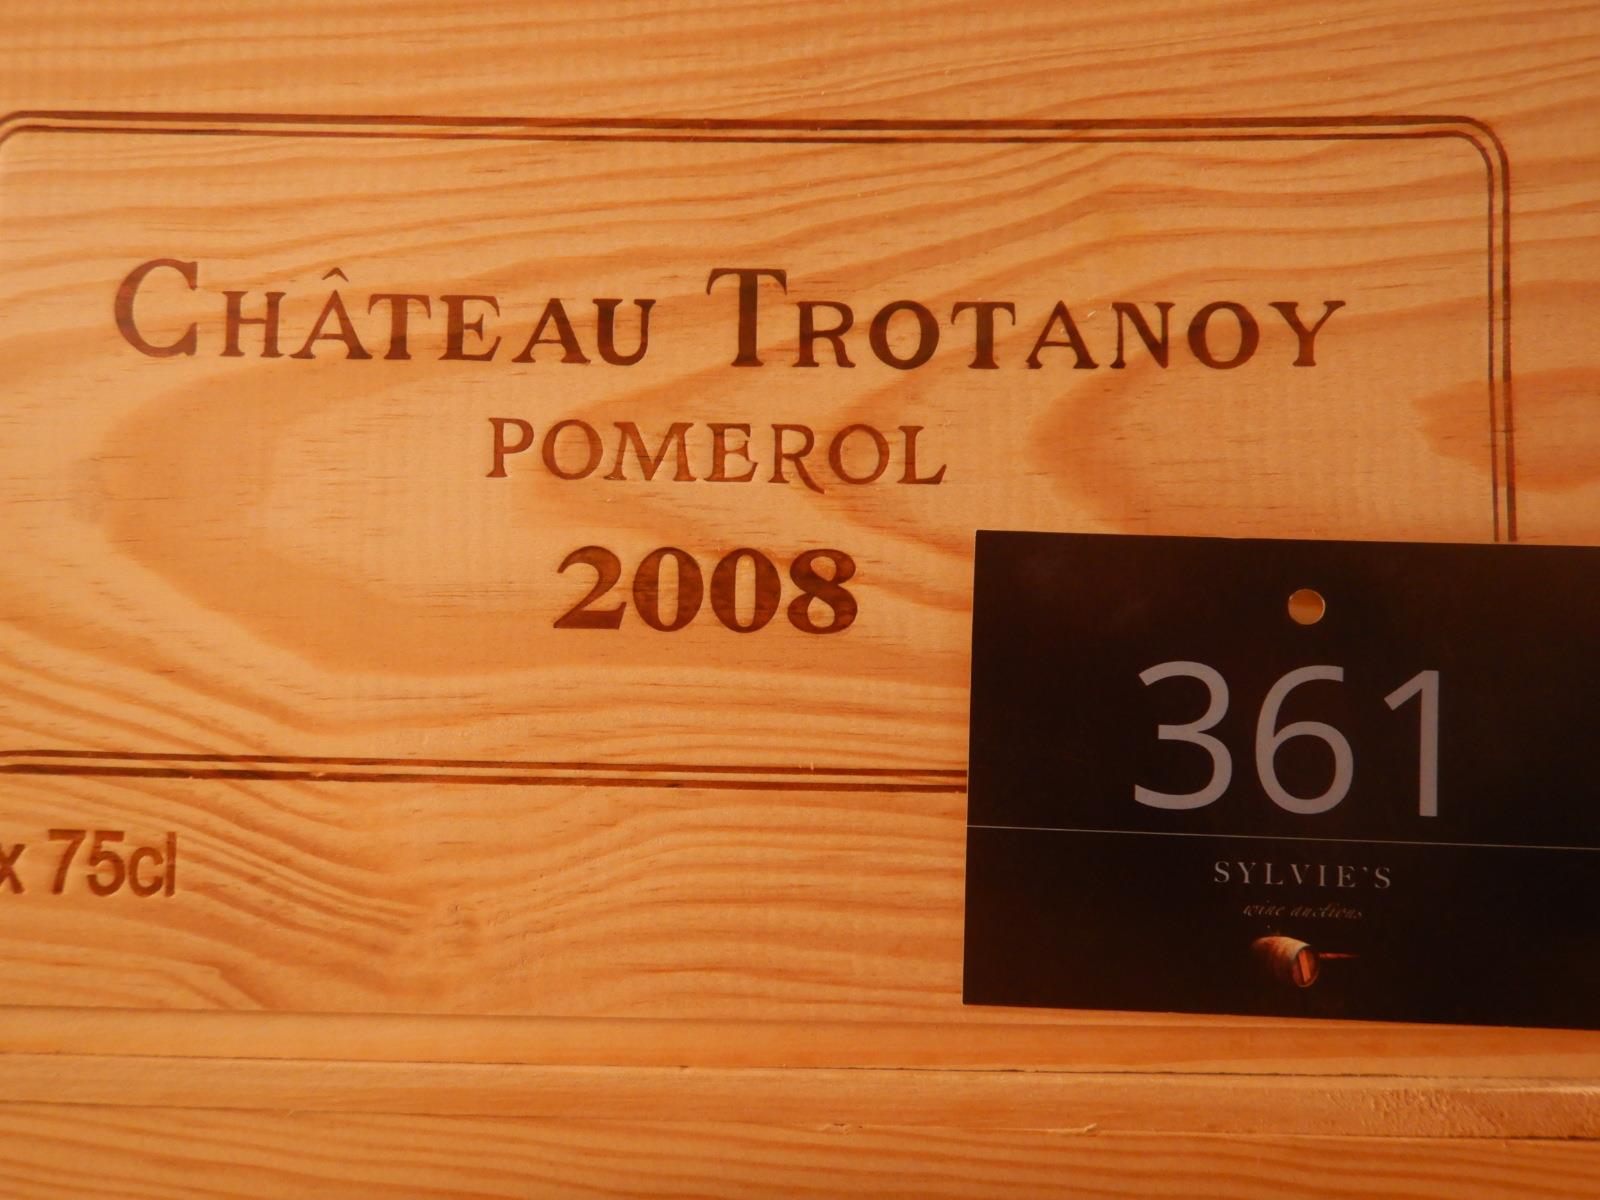 CHÂTEAU TROTANOY
POMEROL
2008
x 75cl
361
SYLVIE'S
wine auctions